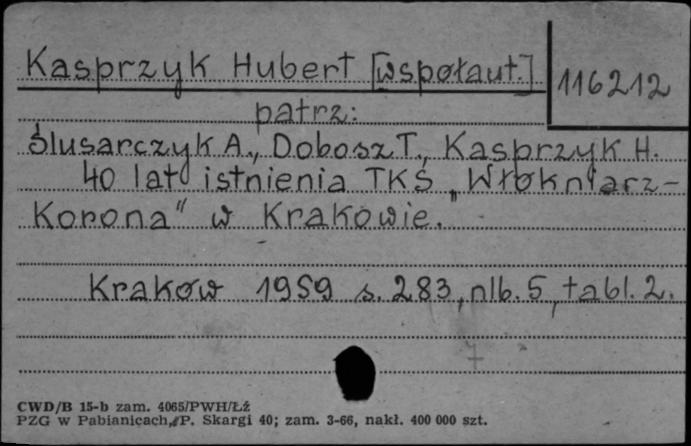 Kasprzyk Hubert [współaut.]
116212
patrz:
Ślusarczyk A., Dobosz T., Kasprzyk H.
40 lat istnienia TKS „Włókniarz-
Korona" w Krakowie.
Kraków 1959 s. 283, nlb. 5, tabl. 2.
CWD/B 15-b zam. 4065/PWH/Łź
PZG w Pabianicach, P. Skargi 40; zam. 3-66, nakł. 400 000 szt.